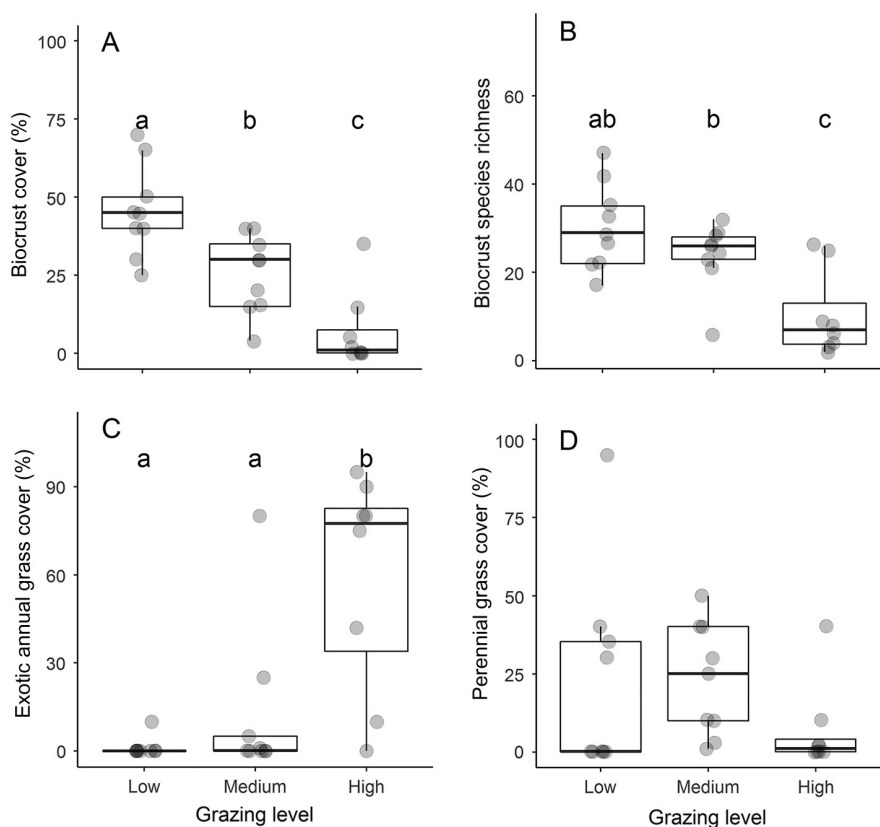 A
Biocrust cover (%)
100
75
50
25
0
a
b
c
B
Biocrust species richness
60
40
20
0
ab
b
c
C
Exotic annual grass cover (%)
90
60
30
0
a
a
b
Low
Medium
High
Grazing level
D
Perennial grass cover (%)
100
75
50
25
0
Low
Medium
High
Grazing level